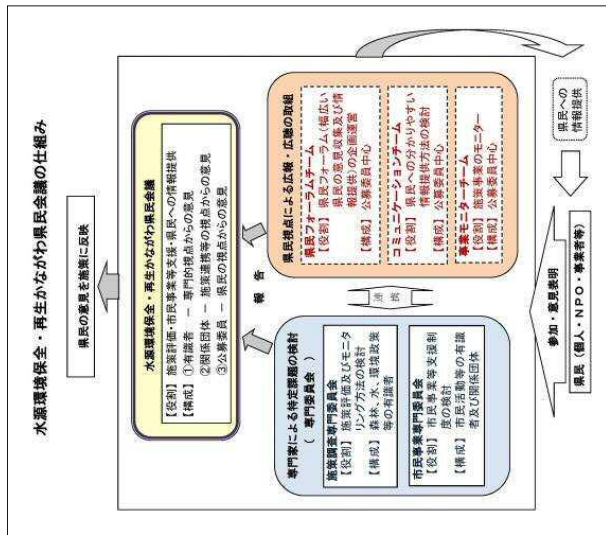 水源環境保全・再生かながわ県民会議の仕組み
県民の意見を施策に反映
水源環境保全・再生かながわ県民会議
【役割】施策評価・市民事業等支援・県民への情報提供
【構成】①有識者 － 専門的視点からの意見
②関係団体 － 施策連携等の視点からの意見
③公募委員 － 県民の視点からの意見
報 告
専門家による特定課題の検討
（ 専門委員会 ）
施策調査専門委員会
【役割】施策評価及びモニタ
リング方法の検討
【構成】森林、水、環境政策
等の有識者
市民事業専門委員会
【役割】市民事業等支援制
度の検討
【構成】市民活動等の有識
者及び関係団体
連 携
県民視点による広報・広聴の取組
県民フォーラムチーム
【役割】県民フォーラム（幅広い
県民の意見収集及び情
報提供）の企画運営
【構成】公募委員中心
コミュニケーションチーム
【役割】県民への分かりやすい
情報提供方法の検討
【構成】公募委員中心
事業モニターチーム
【役割】施策事業のモニター
【構成】公募委員中心
参加・意見表明
県民（個人・NPO・事業者等）
県民への
情報提供